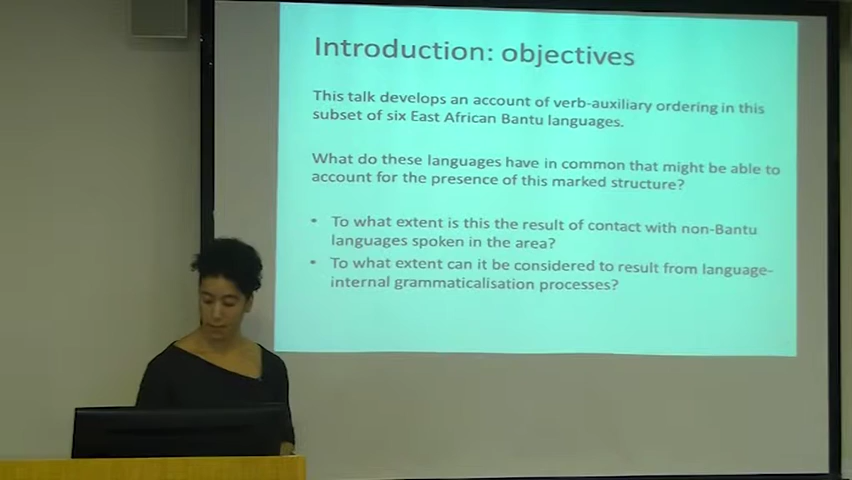 Introduction: objectives
This talk develops an account of verb-auxiliary ordering in this
subset of six East African Bantu languages.
What do these languages have in common that might be able to
account for the presence of this marked structure?
• To what extent is this the result of contact with non-Bantu
languages spoken in the area?
• To what extent can it be considered to result from language-
internal grammaticalisation processes?